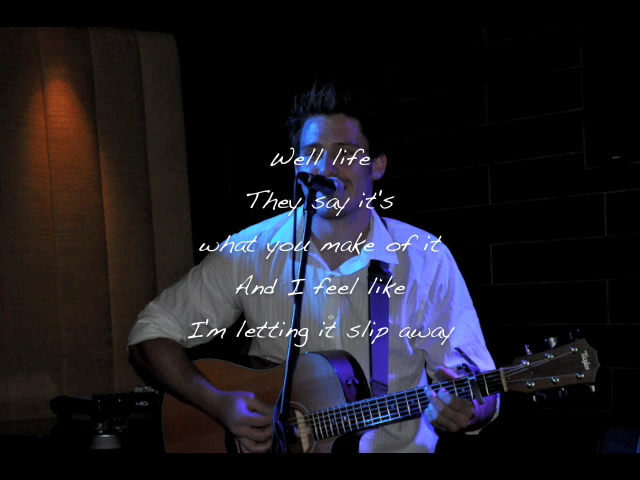 Well life
They say it's
what you make of it
And I feel like
I'm letting it slip away